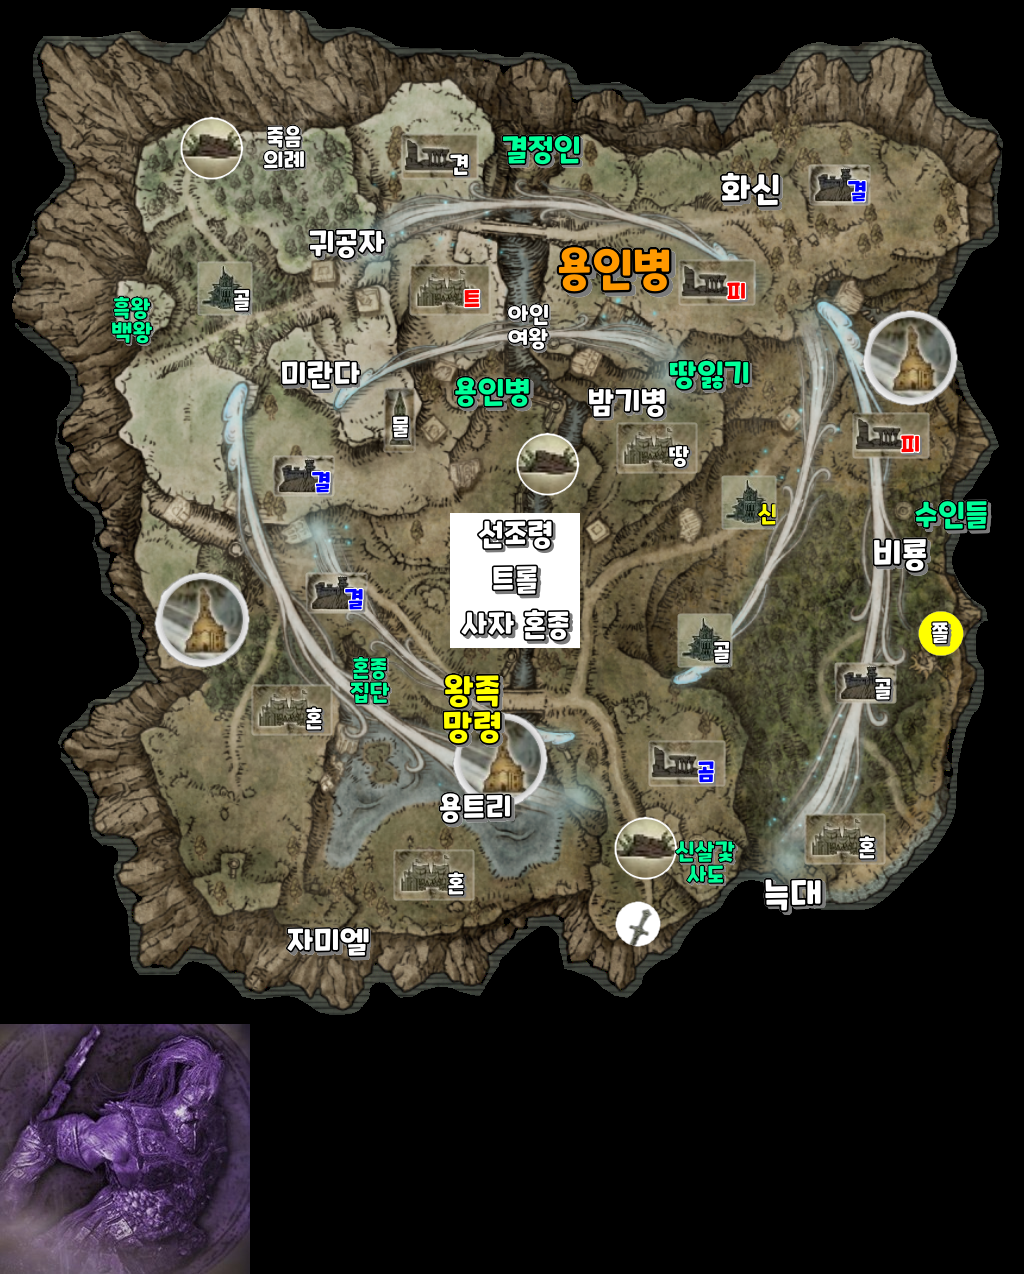 죽음
의례
견
결정인
화신
결
귀공자
용인병
골
트
피
흑왕
백왕
아인
여왕
미란다
용인병
땅잃기
밤기병
물
땅
피
결
신
수인들
선조령
트롤
사자 혼종
비룡
결
쫄
골
혼종
집단
골
왕족
망령
혼
곰
용트리
신살갗
사도
혼
혼
늑대
자미엘